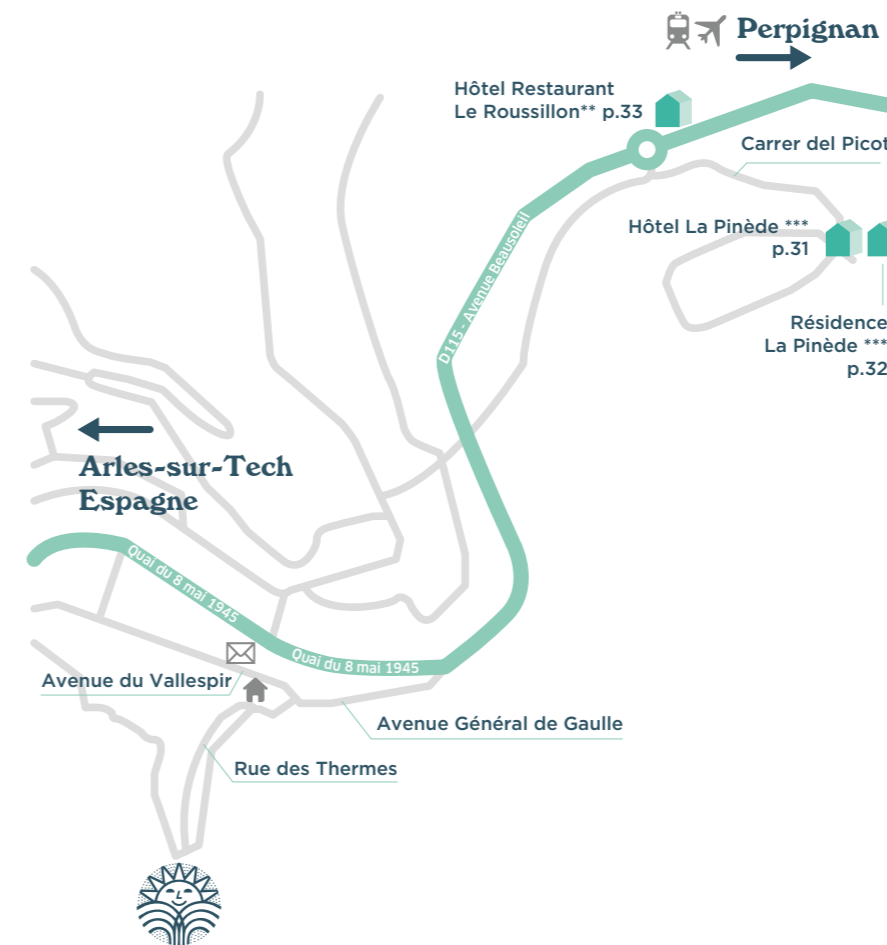 Perpignan
Hôtel Restaurant
Le Roussillon** p.33
Carrer del Picot
Hôtel La Pinède ***
p.31
D115 - Avenue Beausoleil
Résidence
La Pinède ***
p.32
Arles-sur-Tech
Espagne
Quai du 8 mai 1945
Quai du 8 mai 1945
Avenue du Vallespir
Avenue Général de Gaulle
Rue des Thermes